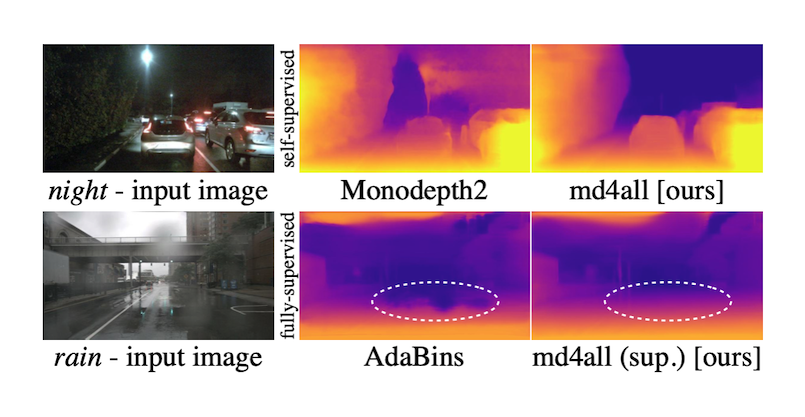 self-supervised
night - input image
Monodepth2
md4all [ours]
fully-supervised
rain - input image
AdaBins
md4all (sup.) [ours]